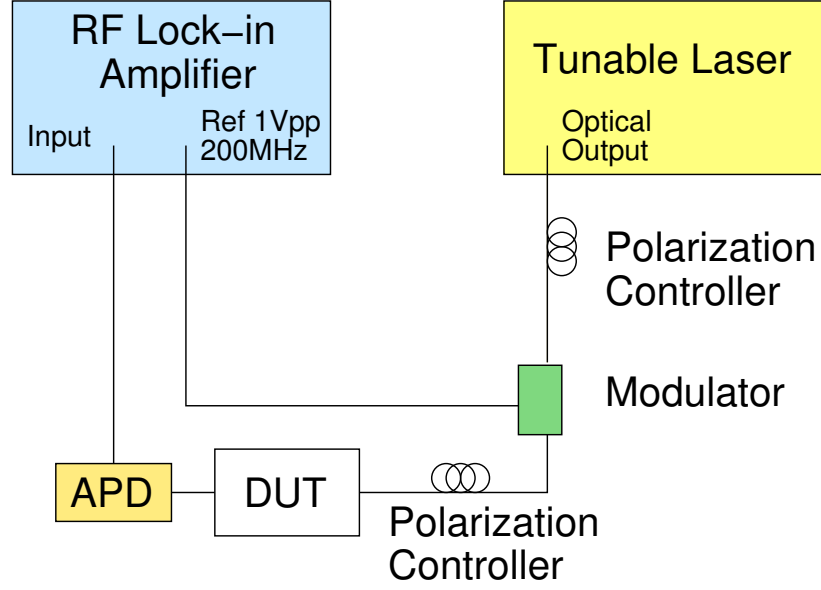 RF Lock−in
Amplifier
Input
Ref 1Vpp
200MHz
Tunable Laser
Optical
Output
Polarization
Controller
Modulator
APD
DUT
Polarization
Controller